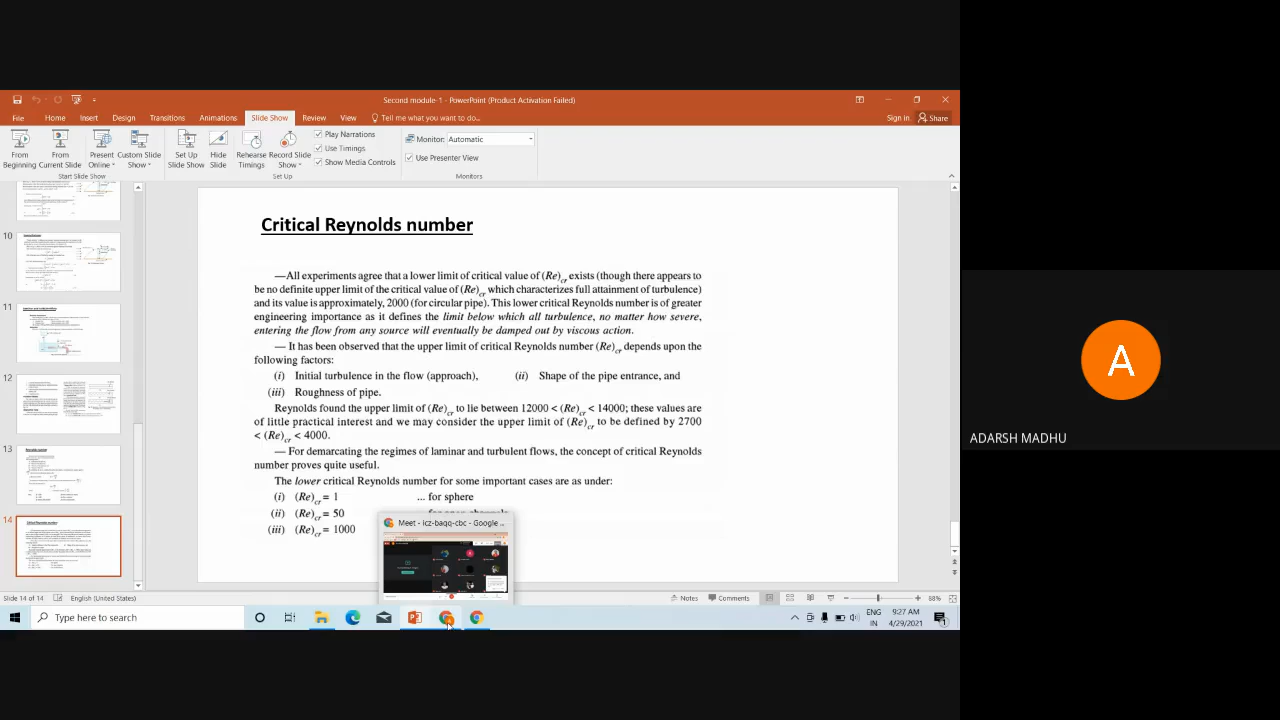 Second module-1 - PowerPoint (Product Activation Failed)
File Home Insert Design Transitions Animations Slide Show Review View Tell me what you want to do... Sign in Share
From Beginning
From Current Slide
Present Online
Custom Slide Show
Set Up Slide Show
Hide Slide
Rehearse Timings
Record Slide Show
Play Narrations
Use Timings
Show Media Controls
Monitor: Automatic
Use Presenter View
Start Slide Show Set Up Monitors
10
11
12
13
14
Critical Reynolds number
—All experiments agree that a lower limit of critical value of (Re)cr exists (though there appears to
be no definite upper limit of the critical value of (Re)cr which characterizes full attainment of turbulence)
and its value is approximately, 2000 (for circular pipe). This lower critical Reynolds number is of greater
engineering importance as it defines the limit below which all turbulence, no matter how severe,
entering the flow from any source will eventually be damped out by viscous action.
— It has been observed that the upper limit of critical Reynolds number (Re)cr depends upon the
following factors:
(i) Initial turbulence in the flow (approach), (ii) Shape of the pipe entrance, and
(iii) Roughness of pipe.
Reynolds found the upper limit of (Re)cr to lie between 12000 < (Re)cr < 14000; these values are
of little practical interest and we may consider the upper limit of (Re)cr to be defined by 2700
< (Re)cr < 4000.
— For demarcating the regimes of laminar and turbulent flows, the concept of critical Reynolds
number proves quite useful.
The lower critical Reynolds number for some important cases are as under:
(i) (Re)cr = 1 ... for sphere
(ii) (Re)cr = 50
(iii) (Re)cr = 1000
Meet - icz-baqq-cbc - Google ...
Slide 14 of 14 English (United States) Notes Comments 88%
Type here to search
ENG
IN
9:27 AM
4/29/2021
1
A
ADARSH MADHU